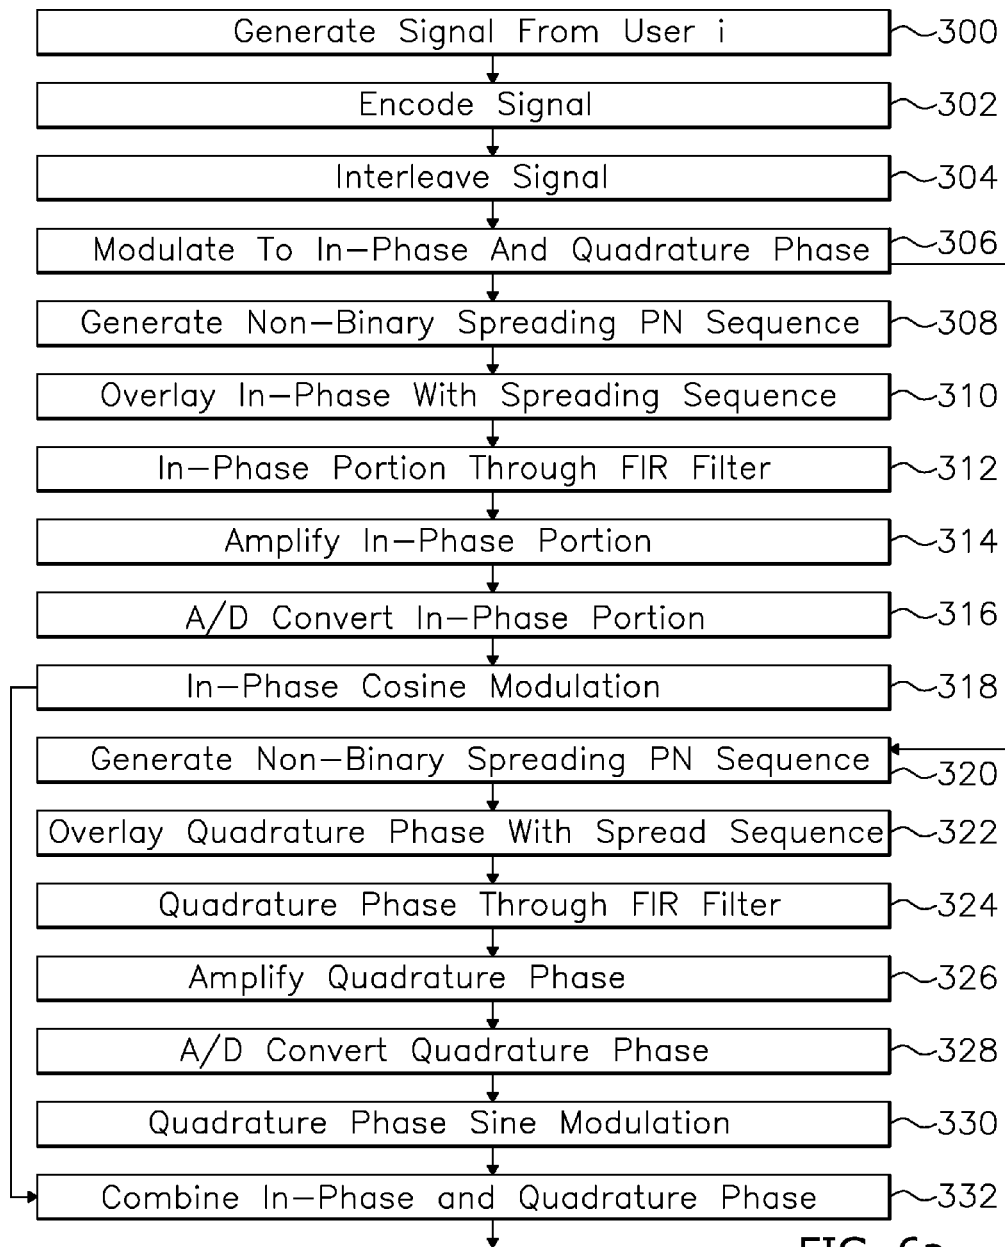 Generate Signal From User i 300
Encode Signal 302
Interleave Signal 304
Modulate To In-Phase And Quadrature Phase 306
Generate Non-Binary Spreading PN Sequence 308
Overlay In-Phase With Spreading Sequence 310
In-Phase Portion Through FIR Filter 312
Amplify In-Phase Portion 314
A/D Convert In-Phase Portion 316
In-Phase Cosine Modulation 318
Generate Non-Binary Spreading PN Sequence 320
Overlay Quadrature Phase With Spread Sequence 322
Quadrature Phase Through FIR Filter 324
Amplify Quadrature Phase 326
A/D Convert Quadrature Phase 328
Quadrature Phase Sine Modulation 330
Combine In-Phase and Quadrature Phase 332